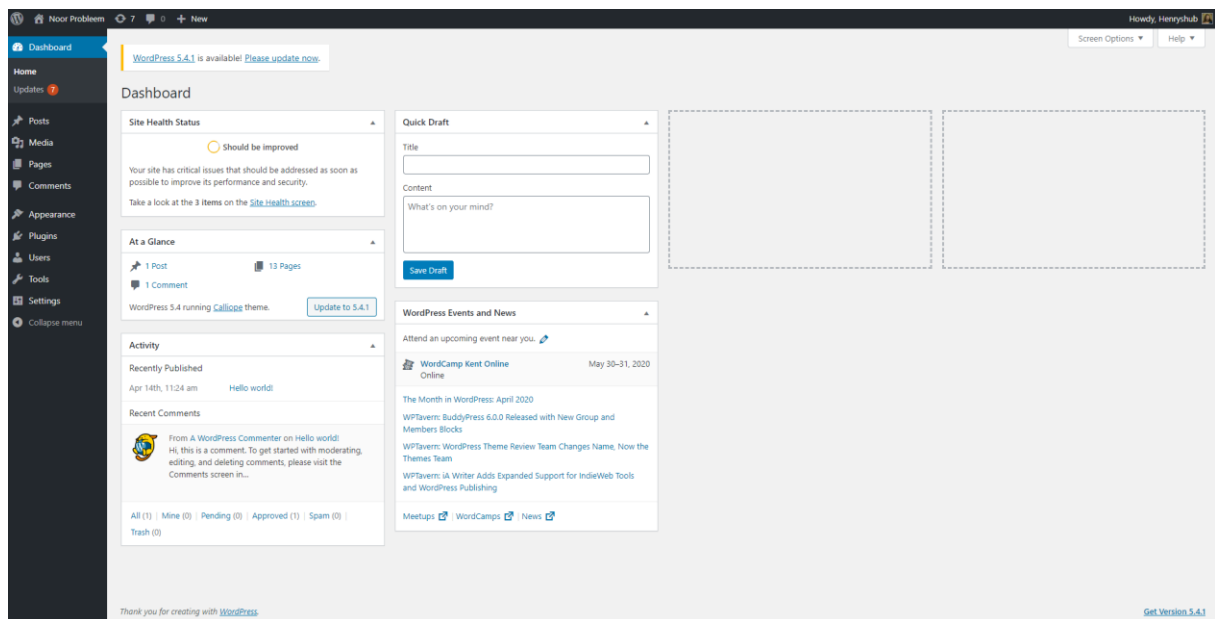 Noor Probleem 7 0 + New
Howdy, Henryshub
Dashboard
Home
Updates 7
Posts
Media
Pages
Comments
Appearance
Plugins
Users
Tools
Settings
Collapse menu
Screen Options ▼ Help ▼
WordPress 5.4.1 is available! Please update now.
Dashboard
Site Health Status
Should be improved
Your site has critical issues that should be addressed as soon as
possible to improve its performance and security.
Take a look at the 3 items on the Site Health screen.
At a Glance
1 Post 13 Pages
1 Comment
WordPress 5.4 running Calliope theme. Update to 5.4.1
Activity
Recently Published
Apr 14th, 11:24 am Hello world!
Recent Comments
From A WordPress Commenter on Hello world!
Hi, this is a comment. To get started with moderating,
editing, and deleting comments, please visit the
Comments screen in...
All (1) | Mine (0) | Pending (0) | Approved (1) | Spam (0) |
Trash (0)
Quick Draft
Title
Content
What's on your mind?
Save Draft
WordPress Events and News
Attend an upcoming event near you.
WordCamp Kent Online May 30–31, 2020
Online
The Month in WordPress: April 2020
WPTavern: BuddyPress 6.0.0 Released with New Group and
Members Blocks
WPTavern: WordPress Theme Review Team Changes Name, Now the
Themes Team
WPTavern: iA Writer Adds Expanded Support for IndieWeb Tools
and WordPress Publishing
Meetups | WordCamps | News
Thank you for creating with WordPress.
Get Version 5.4.1